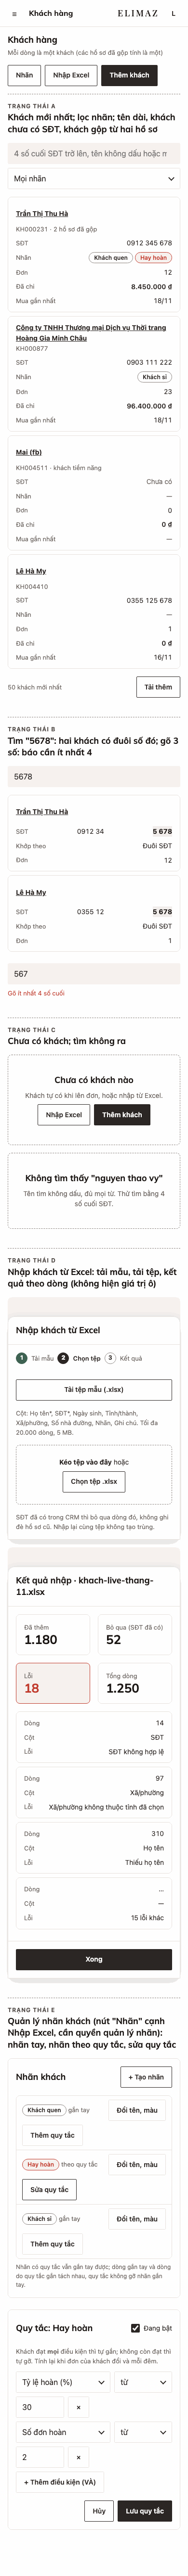 ≡ Khách hàng ELIMAZ L
Khách hàng
Mỗi dòng là một khách (các hồ sơ đã gộp tính là một)
Nhãn Nhập Excel Thêm khách
TRẠNG THÁI A
Khách mới nhất; lọc nhãn; tên dài, khách
chưa có SĐT, khách gộp từ hai hồ sơ
4 số cuối SĐT trở lên, tên không dấu hoặc m
Mọi nhãn
Trần Thị Thu Hà
KH000231 · 2 hồ sơ đã gộp
SĐT 0912 345 678
Nhãn Khách quen Hay hoàn
Đơn 12
Đã chi 8.450.000 ₫
Mua gần nhất 18/11
Công ty TNHH Thương mại Dịch vụ Thời trang
Hoàng Gia Minh Châu
KH000877
SĐT 0903 111 222
Nhãn Khách sỉ
Đơn 23
Đã chi 96.400.000 ₫
Mua gần nhất 18/11
Mai (fb)
KH004511 · khách tiềm năng
SĐT Chưa có
Nhãn —
Đơn 0
Đã chi 0 ₫
Mua gần nhất —
Lê Hà My
KH004410
SĐT 0355 125 678
Nhãn —
Đơn 1
Đã chi 0 ₫
Mua gần nhất 16/11
50 khách mới nhất Tải thêm
TRẠNG THÁI B
Tìm "5678": hai khách có đuôi số đó; gõ 3
số: báo cần ít nhất 4
5678
Trần Thị Thu Hà
SĐT 0912 34 5 678
Khớp theo Đuôi SĐT
Đơn 12
Lê Hà My
SĐT 0355 12 5 678
Khớp theo Đuôi SĐT
Đơn 1
567
Gõ ít nhất 4 số cuối
TRẠNG THÁI C
Chưa có khách; tìm không ra
Chưa có khách nào
Khách tự có khi lên đơn, hoặc nhập từ Excel.
Nhập Excel Thêm khách
Không tìm thấy "nguyen thao vy"
Tên tìm không dấu, đủ mọi từ. Thử tìm bằng 4
số cuối SĐT.
TRẠNG THÁI D
Nhập khách từ Excel: tải mẫu, tải tệp, kết
quả theo dòng (không hiện giá trị ô)
Nhập khách từ Excel
1 Tải mẫu 2 Chọn tệp 3 Kết quả
Tải tệp mẫu (.xlsx)
Cột: Họ tên*, SĐT*, Ngày sinh, Tỉnh/thành,
Xã/phường, Số nhà đường, Nhãn, Ghi chú. Tối đa
20.000 dòng, 5 MB.
Kéo tệp vào đây hoặc
Chọn tệp .xlsx
SĐT đã có trong CRM thì bỏ qua dòng đó, không ghi
đè hồ sơ cũ. Nhập lại cùng tệp không tạo trùng.
Kết quả nhập · khach-live-thang-
11.xlsx
Đã thêm
1.180
Bỏ qua (SĐT đã có)
52
Lỗi
18
Tổng dòng
1.250
Dòng 14
Cột SĐT
Lỗi SĐT không hợp lệ
Dòng 97
Cột Xã/phường
Lỗi Xã/phường không thuộc tỉnh đã chọn
Dòng 310
Cột Họ tên
Lỗi Thiếu họ tên
Dòng ...
Cột —
Lỗi 15 lỗi khác
Xong
TRẠNG THÁI E
Quản lý nhãn khách (nút "Nhãn" cạnh
Nhập Excel, cần quyền quản lý nhãn):
nhãn tay, nhãn theo quy tắc, sửa quy tắc
Nhãn khách + Tạo nhãn
Khách quen gắn tay Đổi tên, màu
Thêm quy tắc
Hay hoàn theo quy tắc Đổi tên, màu
Sửa quy tắc
Khách sỉ gắn tay Đổi tên, màu
Thêm quy tắc
Nhãn có quy tắc vẫn gắn tay được; dòng gắn tay và dòng
do quy tắc gắn tách nhau, quy tắc không gỡ nhãn gắn
tay.
Quy tắc: Hay hoàn Đang bật
Khách đạt mọi điều kiện thì tự gắn; không còn đạt thì
tự gỡ. Tính lại khi đơn của khách đổi và mỗi đêm.
Tỷ lệ hoàn (%) từ
30 ×
Số đơn hoàn từ
2 ×
+ Thêm điều kiện (VÀ)
Hủy Lưu quy tắc